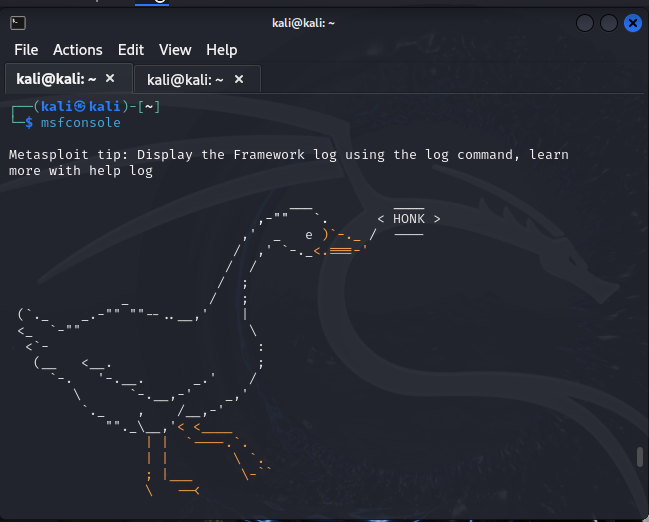 kali@kali: ~
File Actions Edit View Help
kali@kali: ~ × kali@kali: ~ ×
┌──(kali㉿kali)-[~]
└─$ msfconsole
Metasploit tip: Display the Framework log using the log command, learn
more with help log
< HONK >